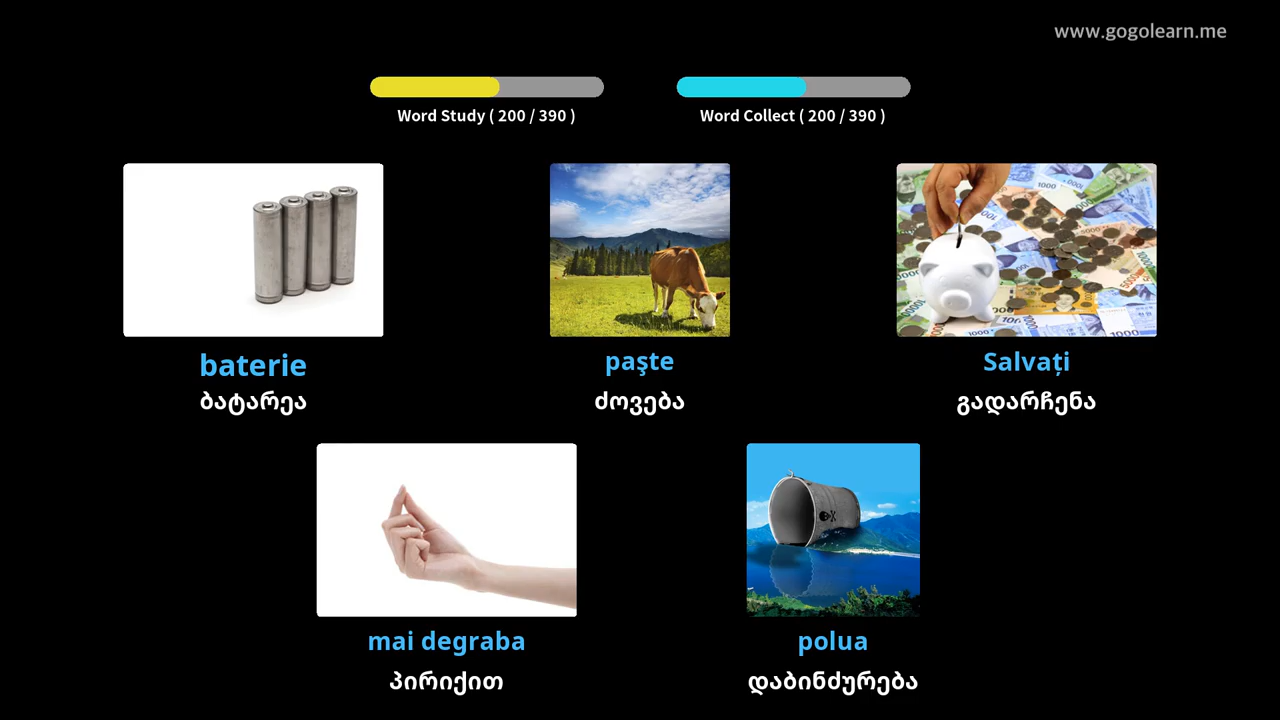 www.gogolearn.me
Word Study ( 200 / 390 )
Word Collect ( 200 / 390 )
baterie
ბატარეა
paşte
ძოვება
Salvați
გადარჩენა
mai degraba
პირიქით
polua
დაბინძურება